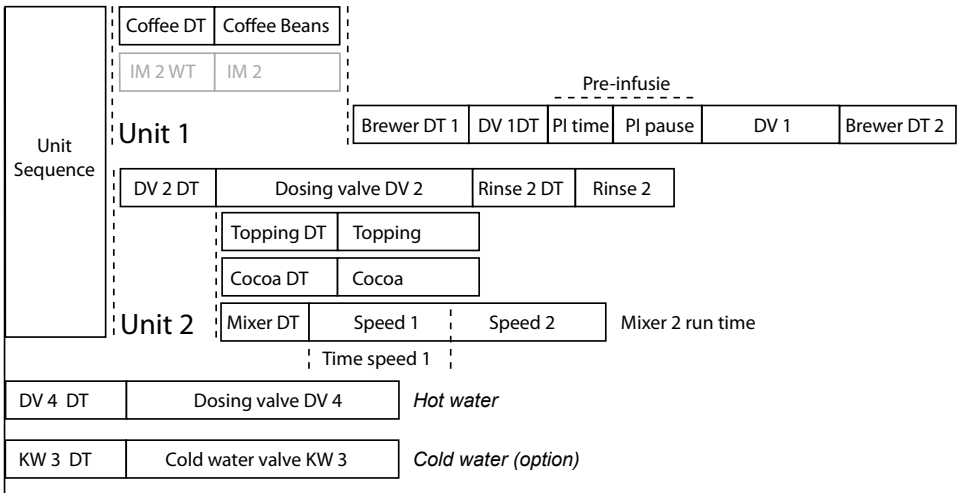 Coffee DT Coffee Beans
IM 2 WT IM 2
Pre-infusie
Unit Sequence
Unit 1
Brewer DT 1 DV 1DT PI time PI pause DV 1 Brewer DT 2
DV 2 DT Dosing valve DV 2 Rinse 2 DT Rinse 2
Topping DT Topping
Cocoa DT Cocoa
Unit 2
Mixer DT Speed 1 Speed 2 Mixer 2 run time
Time speed 1
DV 4 DT Dosing valve DV 4 Hot water
KW 3 DT Cold water valve KW 3 Cold water (option)